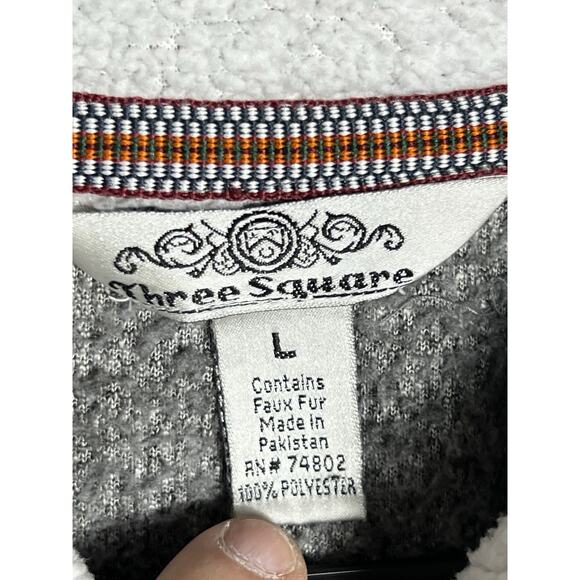 Three Square
L
Contains
Faux Fur
Made in
Pakistan
RN# 74802
100% POLYESTER